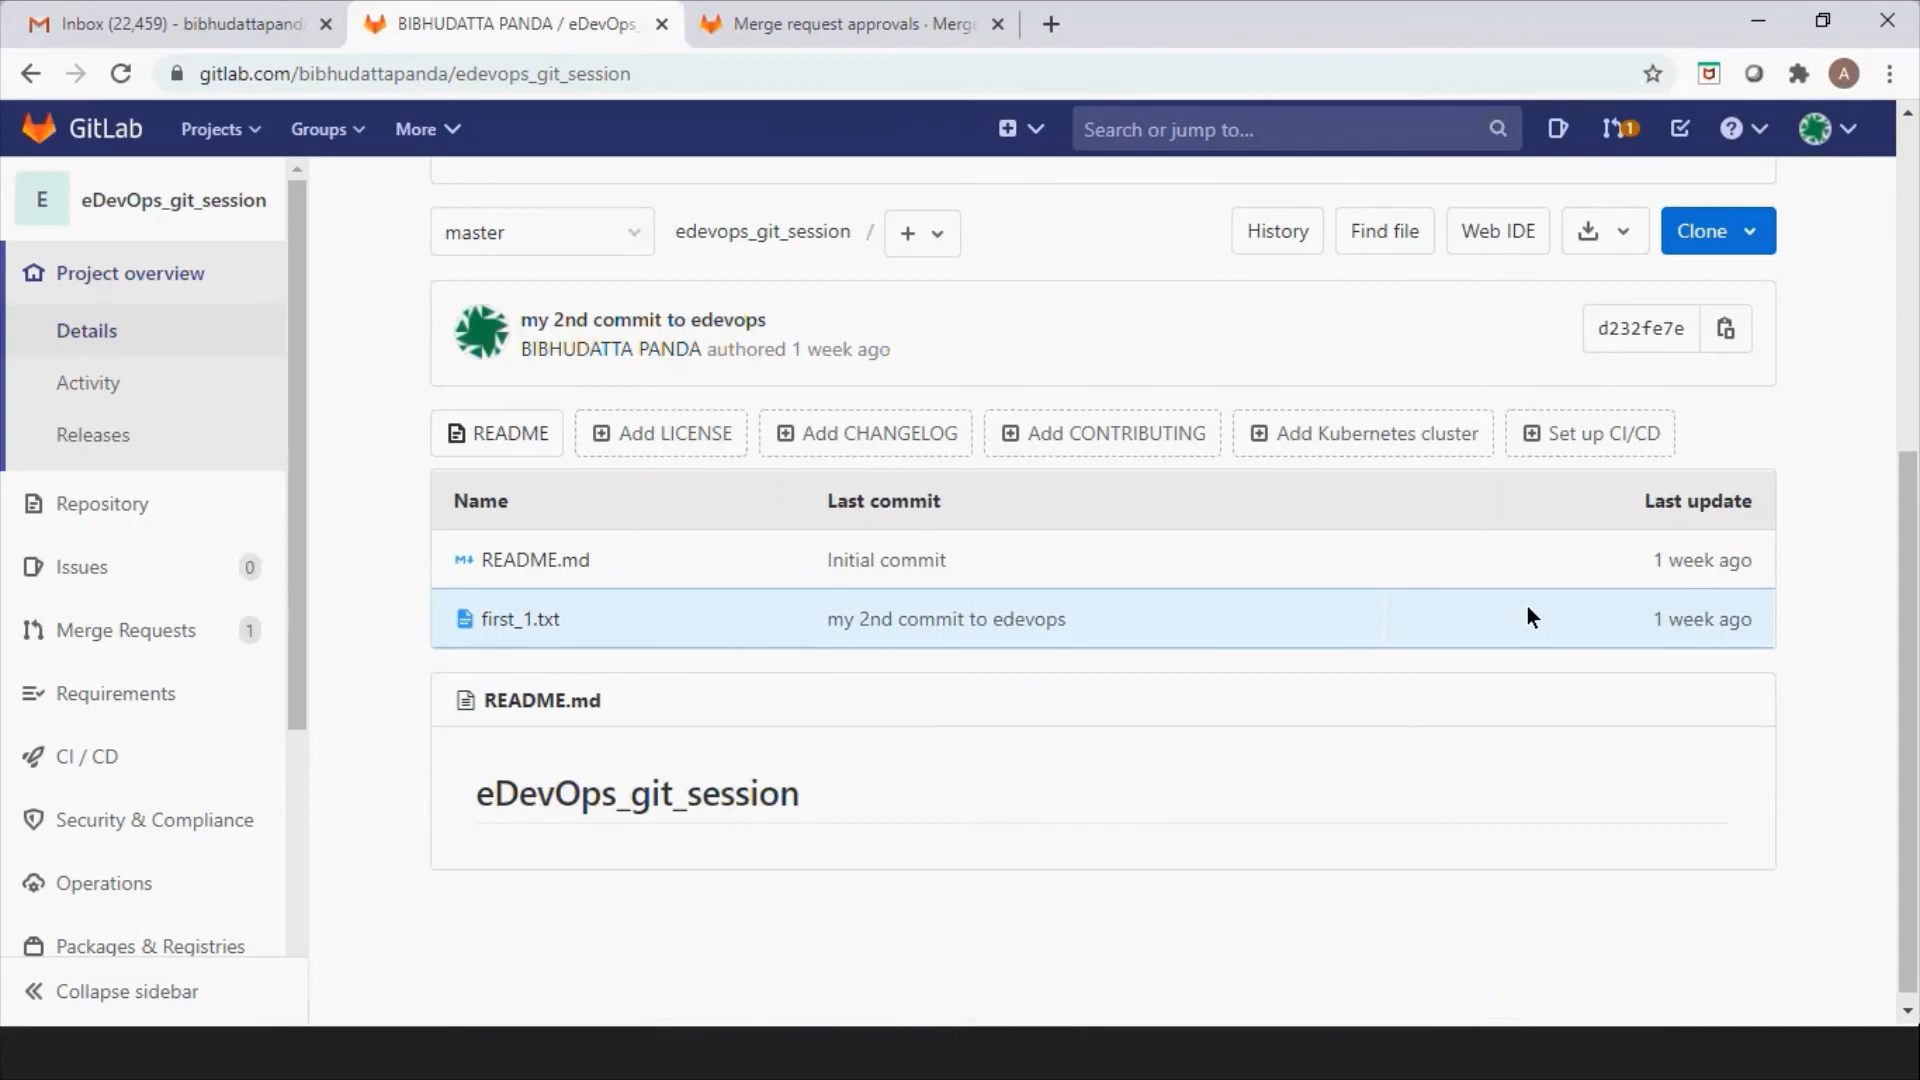 Inbox (22,459) - bibhudattapand
BIBHUDATTA PANDA / eDevOps_
Merge request approvals · Merge
gitlab.com/bibhudattapanda/edevops_git_session
A
GitLab
Projects
Groups
More
Search or jump to...
1
E
eDevOps_git_session
Project overview
Details
Activity
Releases
Repository
Issues
0
Merge Requests
1
Requirements
CI / CD
Security & Compliance
Operations
Packages & Registries
Collapse sidebar
master
edevops_git_session /
History
Find file
Web IDE
Clone
my 2nd commit to edevops
BIBHUDATTA PANDA authored 1 week ago
d232fe7e
README
Add LICENSE
Add CHANGELOG
Add CONTRIBUTING
Add Kubernetes cluster
Set up CI/CD
Name
Last commit
Last update
README.md
Initial commit
1 week ago
first_1.txt
my 2nd commit to edevops
1 week ago
README.md
eDevOps_git_session